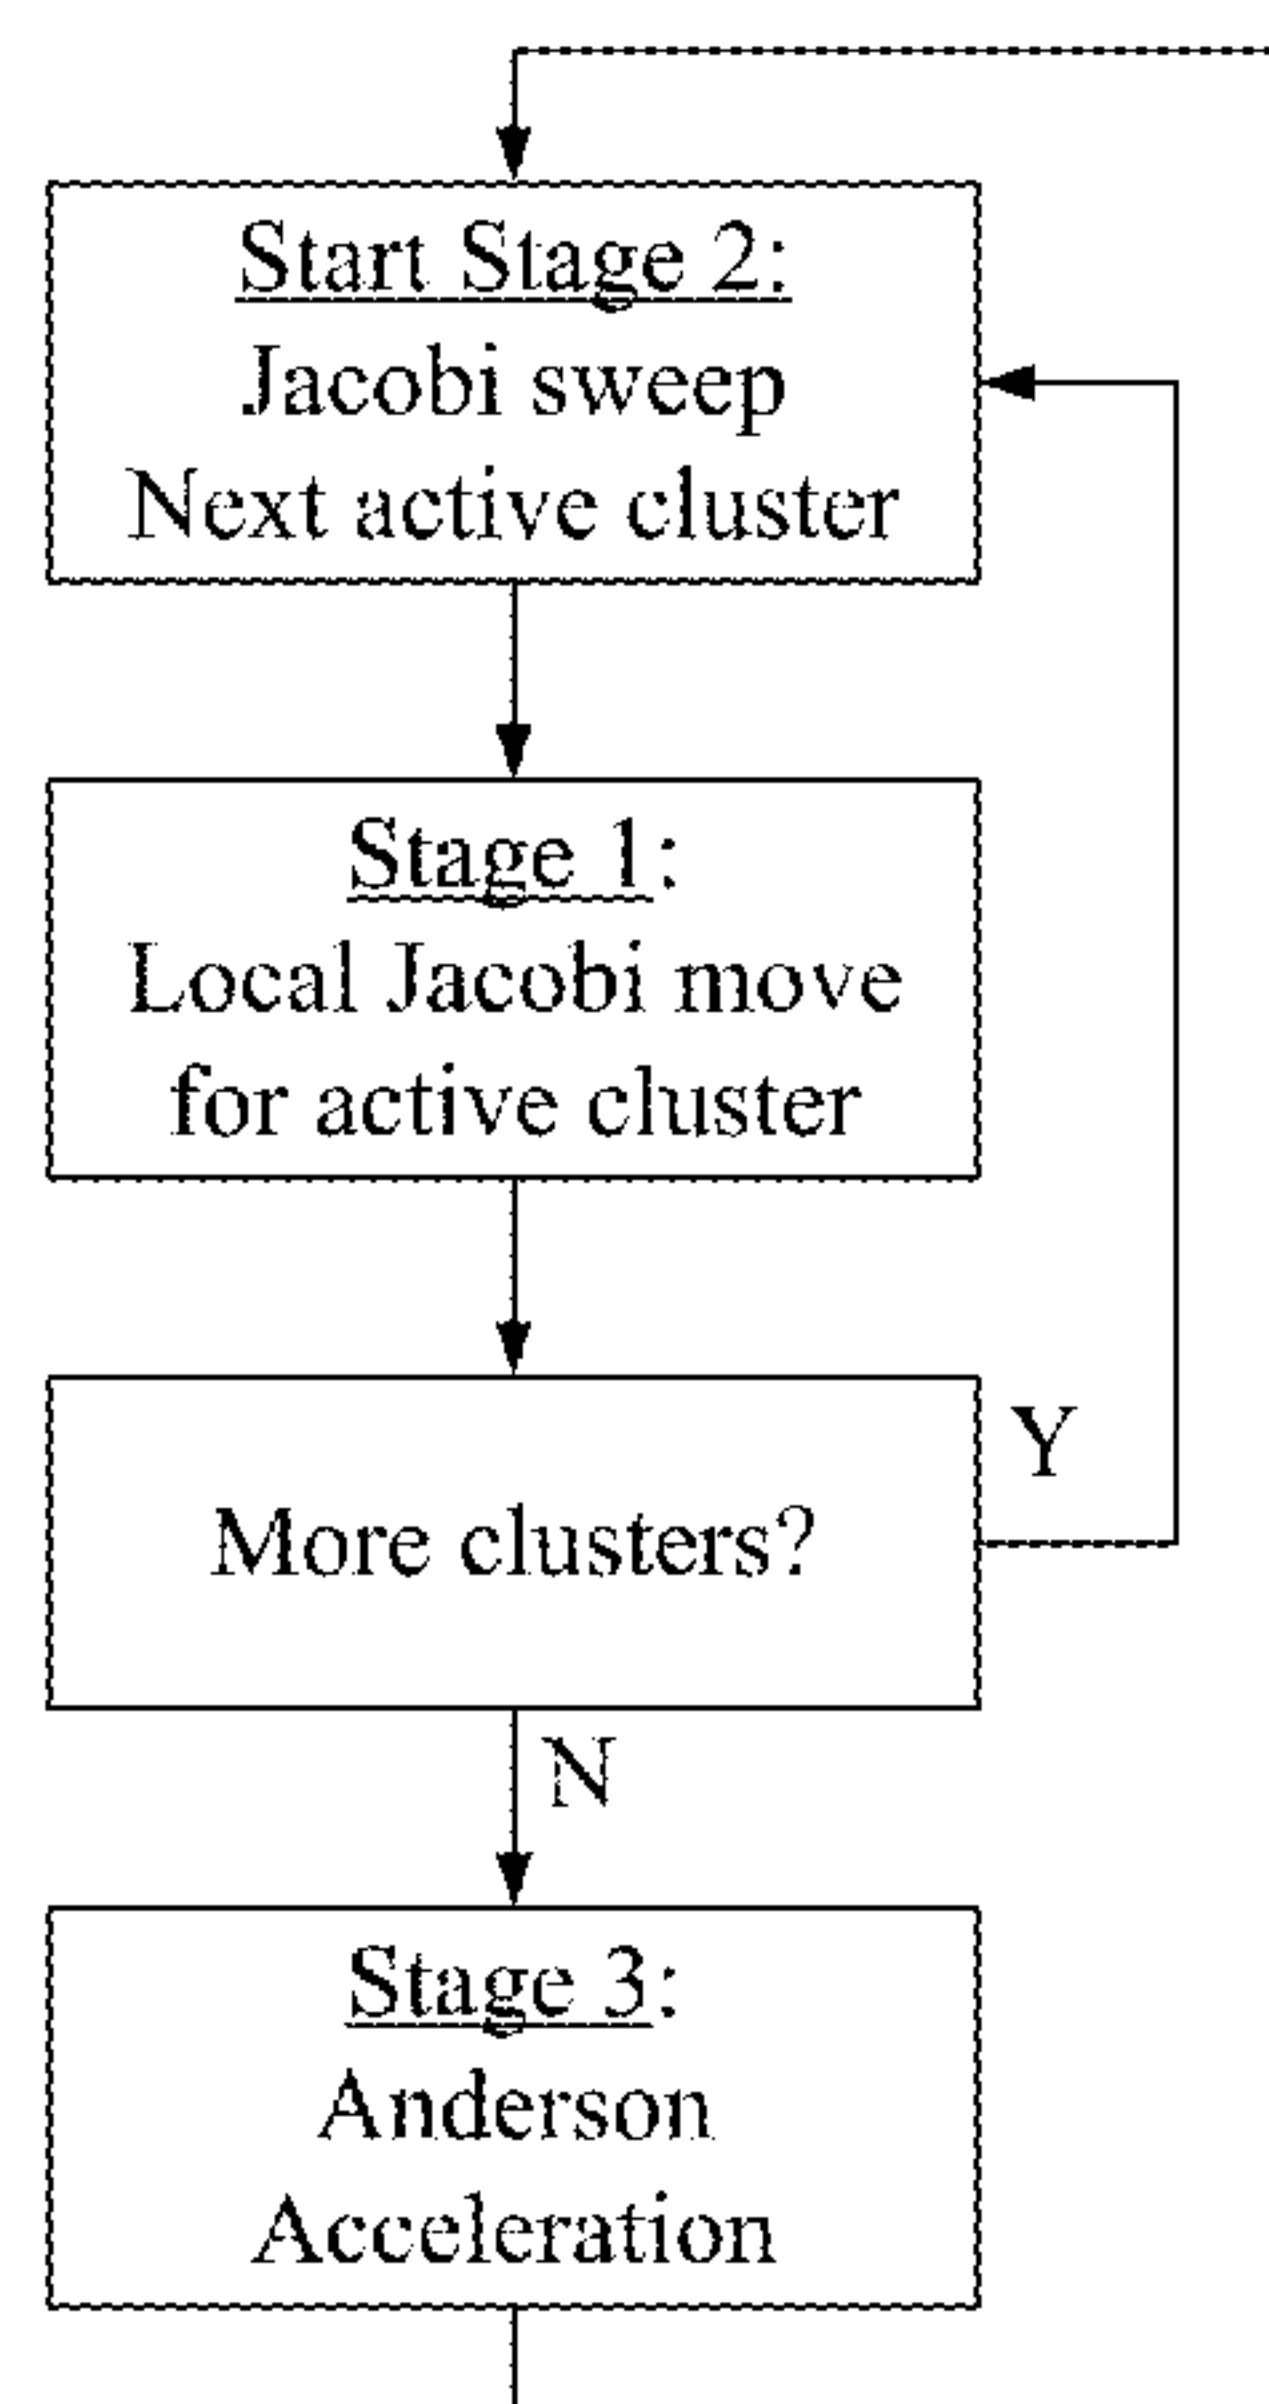 Start Stage 2:
Jacobi sweep
Next active cluster
Stage 1:
Local Jacobi move
for active cluster
Y
More clusters?
N
Stage 3:
Anderson
Acceleration